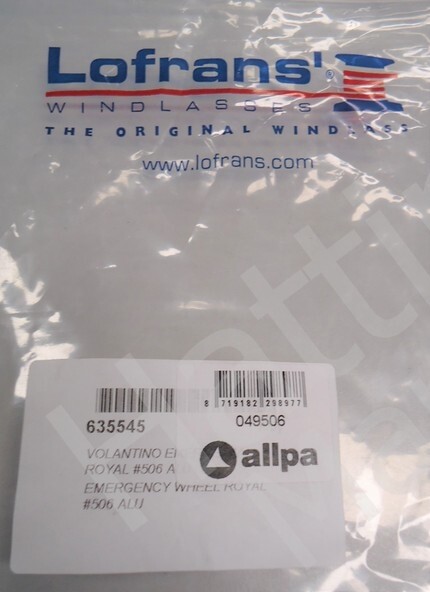 Lofrans'®
WINDLASSES
THE ORIGINAL WINDLASS
www.lofrans.com
8 719182 298977
635545
049506
VOLANTINO
ROYAL #506 A
allpa
EMERGENCY WHEEL ROYAL
#506 ALU